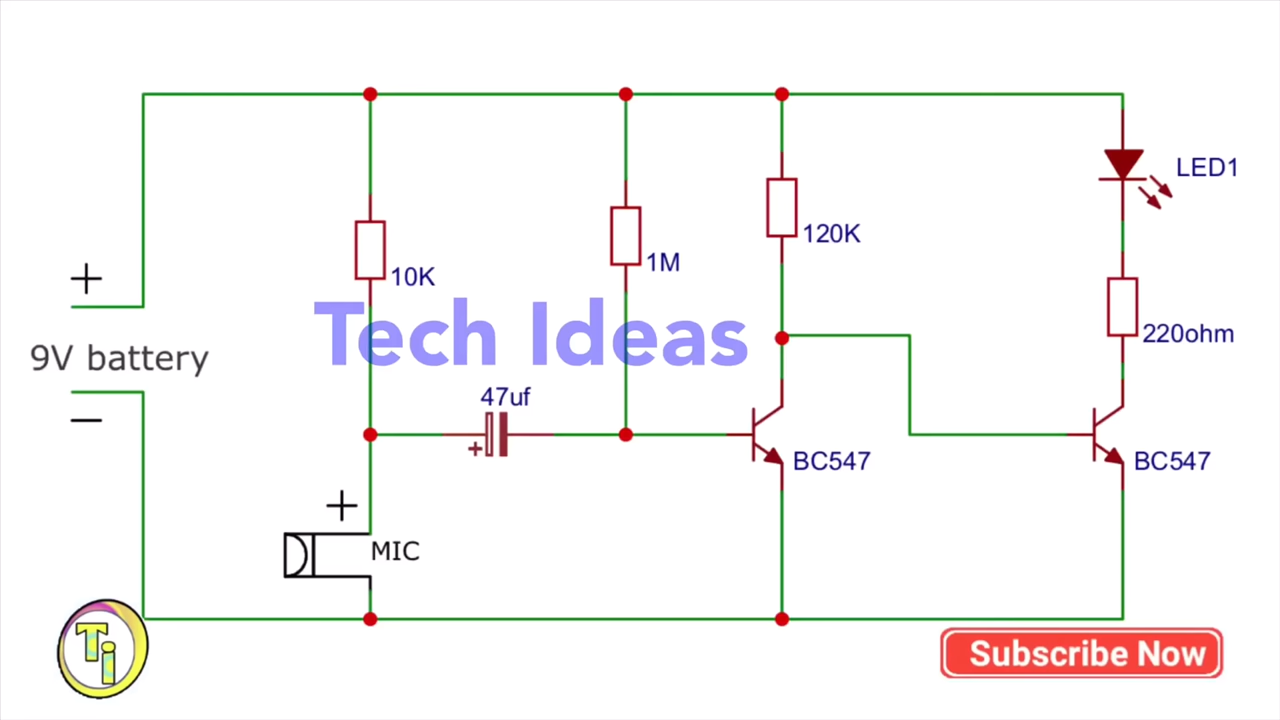 LED1
120K
1M
10K
Tech Ideas
220ohm
+
9V battery
−
47uf
+
BC547
BC547
+
MIC
Ti
Subscribe Now